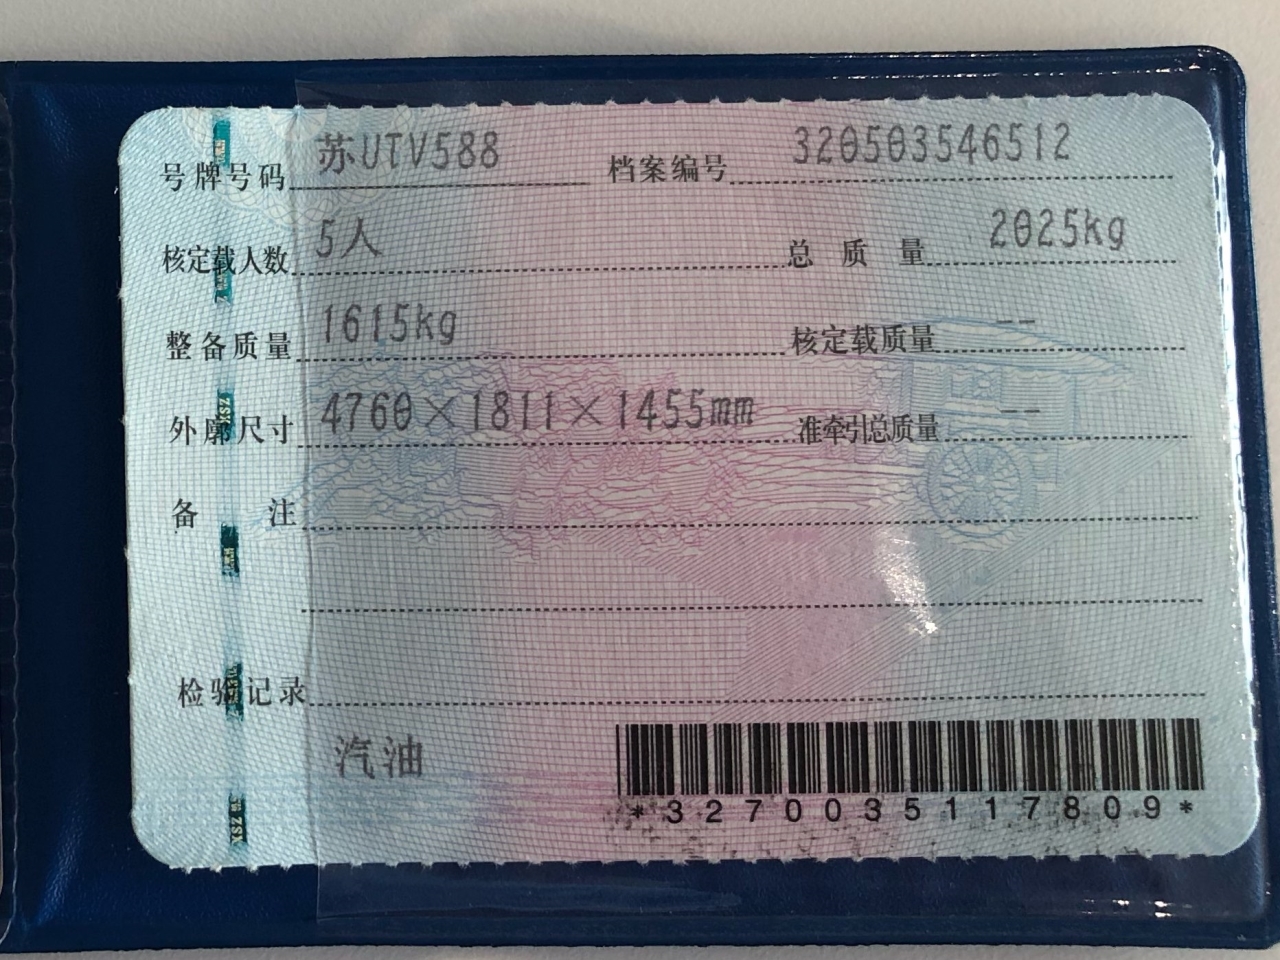 号牌号码 苏UTV588 档案编号 320503546512
核定载人数 5人 总质量 2025kg
整备质量 1615kg 核定载质量 --
外廓尺寸 4760×1811×1455mm 准牵引总质量 --
备注
检验记录
汽油
*3270035117809*